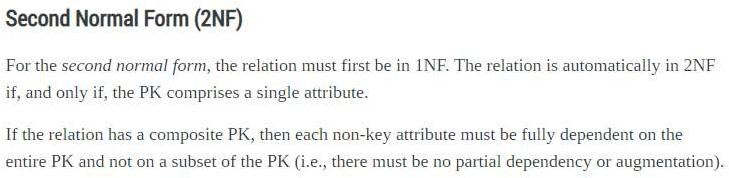 Second Normal Form (2NF)
For the second normal form, the relation must first be in 1NF. The relation is automatically in 2NF
if, and only if, the PK comprises a single attribute.
If the relation has a composite PK, then each non-key attribute must be fully dependent on the
entire PK and not on a subset of the PK (i.e., there must be no partial dependency or augmentation).